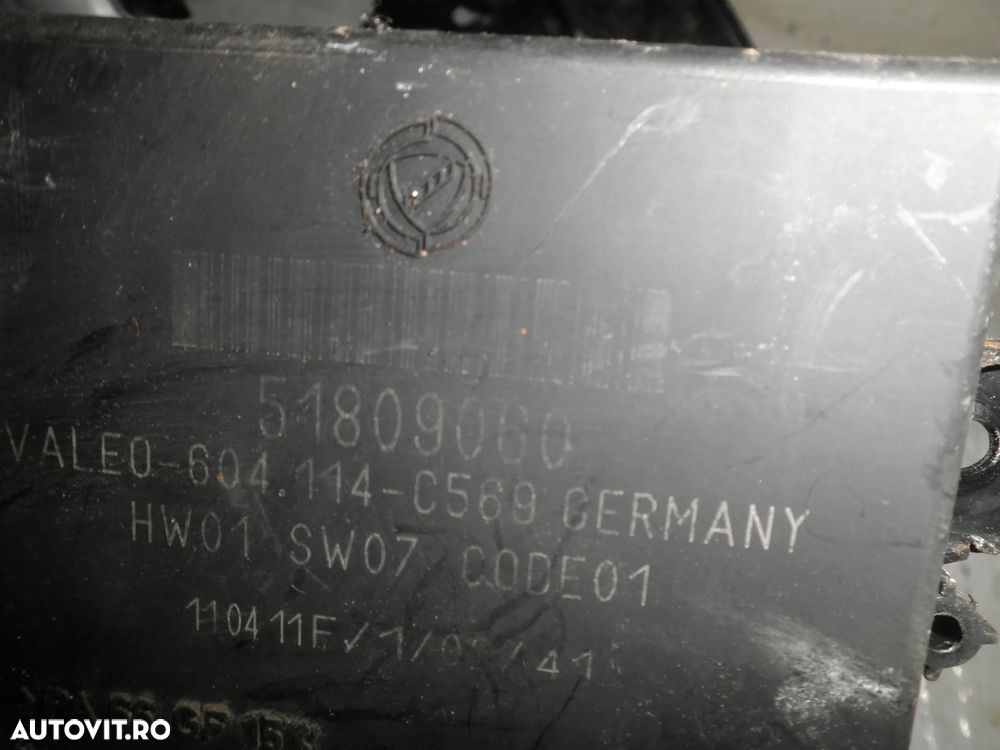 51809060
VALEO-604.114-C569 GERMANY
HW01 SW07 CODE01
AUTOVIT.RO